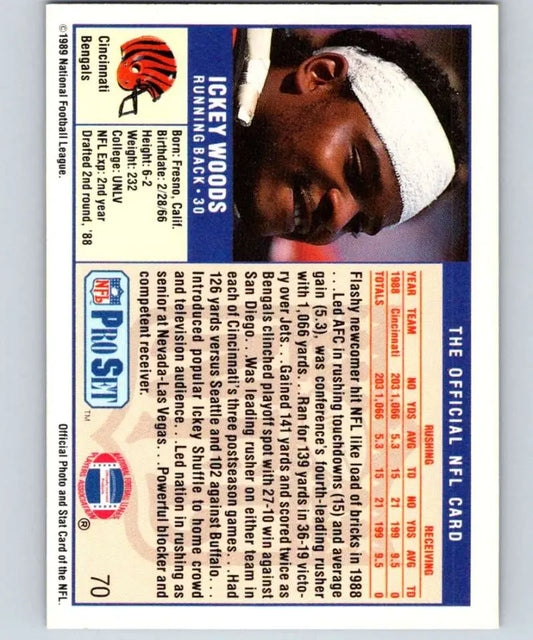 THE OFFICIAL NFL CARD
ICKEY WOODS
RUNNING BACK • 30
Cincinnati
Bengals
Born: Fresno, Calif.
Birthdate: 2/28/66
Height: 6-2
Weight: 232
College: UNLV
NFL Exp: 2nd year
Drafted 2nd round, '88
© 1989 National Football League.
RUSHING RECEIVING
YEAR TEAM NO YDS AVG TD NO YDS AVG TD
1988 Cincinnati 203 1,066 5.3 15 21 199 9.5 0
TOTALS 203 1,066 5.3 15 21 199 9.5 0
Flashy newcomer hit NFL like load of bricks in 1988
. . . Led AFC in rushing touchdowns (15) and average
gain (5.3), was conference's fourth-leading rusher
with 1,066 yards. . . Ran for 139 yards in 36-19 victo-
ry over Jets. . . Gained 141 yards and scored twice as
Bengals clinched playoff spot with 27-10 win against
San Diego. . . Was leading rusher on either team in
each of Cincinnati's three postseason games. . . Had
126 yards versus Seattle and 102 against Buffalo. . .
Introduced popular Ickey Shuffle to home crowd
and television audience. . . Led nation in rushing as
senior at Nevada-Las Vegas. . . Powerful blocker and
competent receiver.
NFL
PRO SET
™
®
70
Official Photo and Stat Card of the NFL.